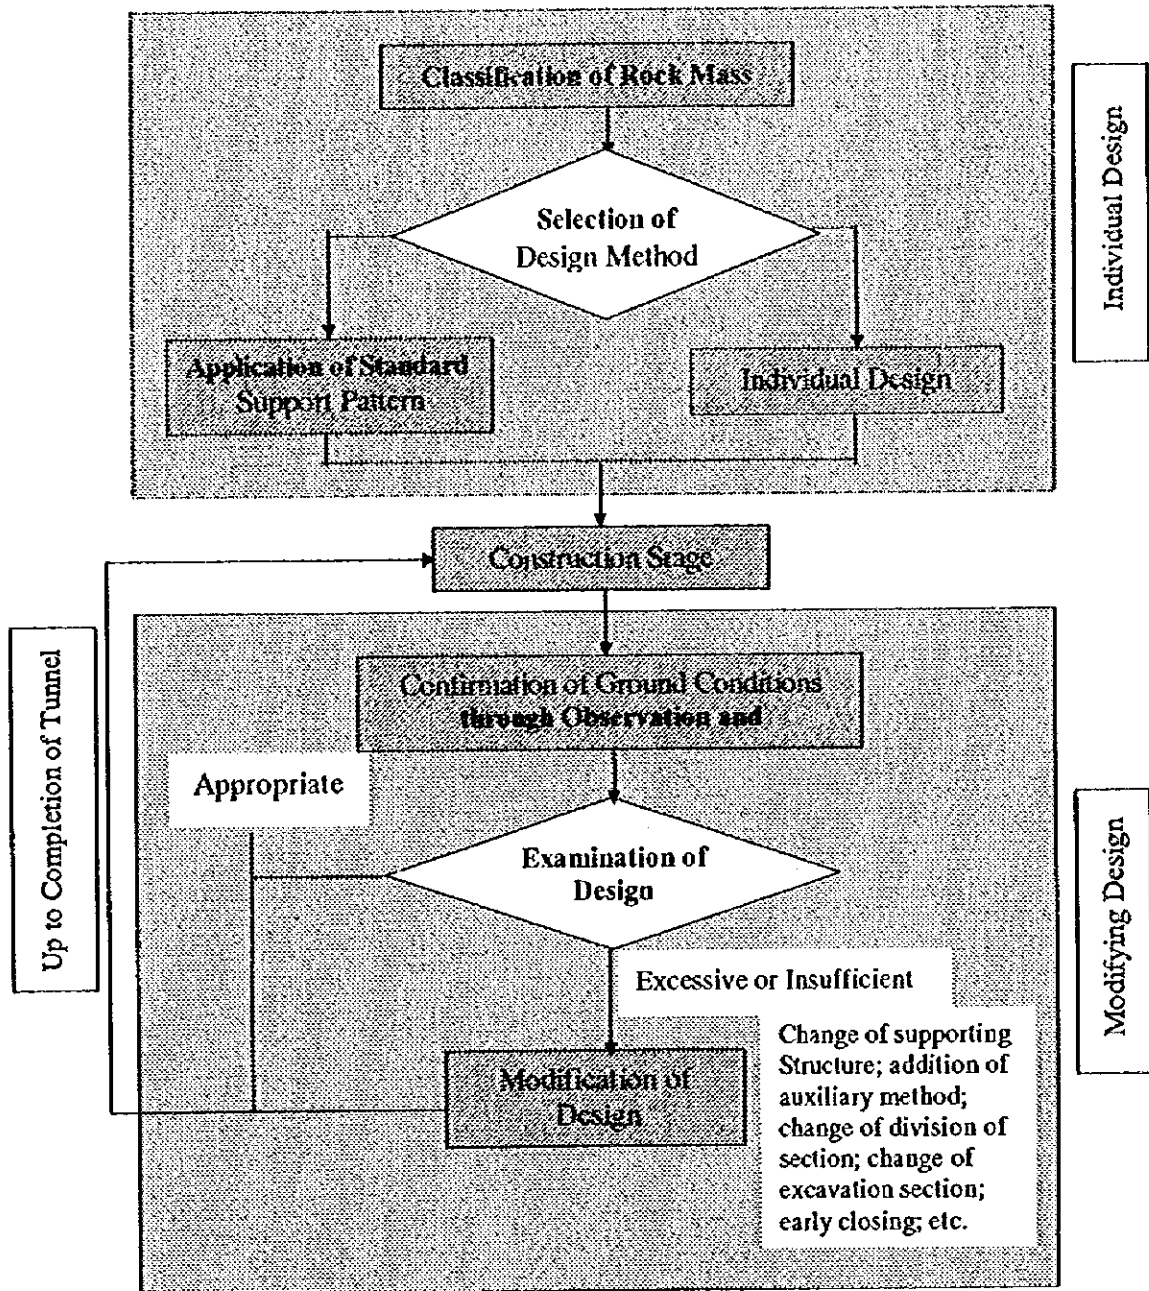 Classification of Rock Mass
Individual Design
Selection of
Design Method
Application of Standard
Support Pattern
Individual Design
Construction Stage
Up to Completion of Tunnel
Confirmation of Ground Conditions
through Observation and
Appropriate
Examination of
Design
Modifying Design
Excessive or Insufficient
Modification of
Design
Change of supporting
Structure; addition of
auxiliary method;
change of division of
section; change of
excavation section;
early closing; etc.